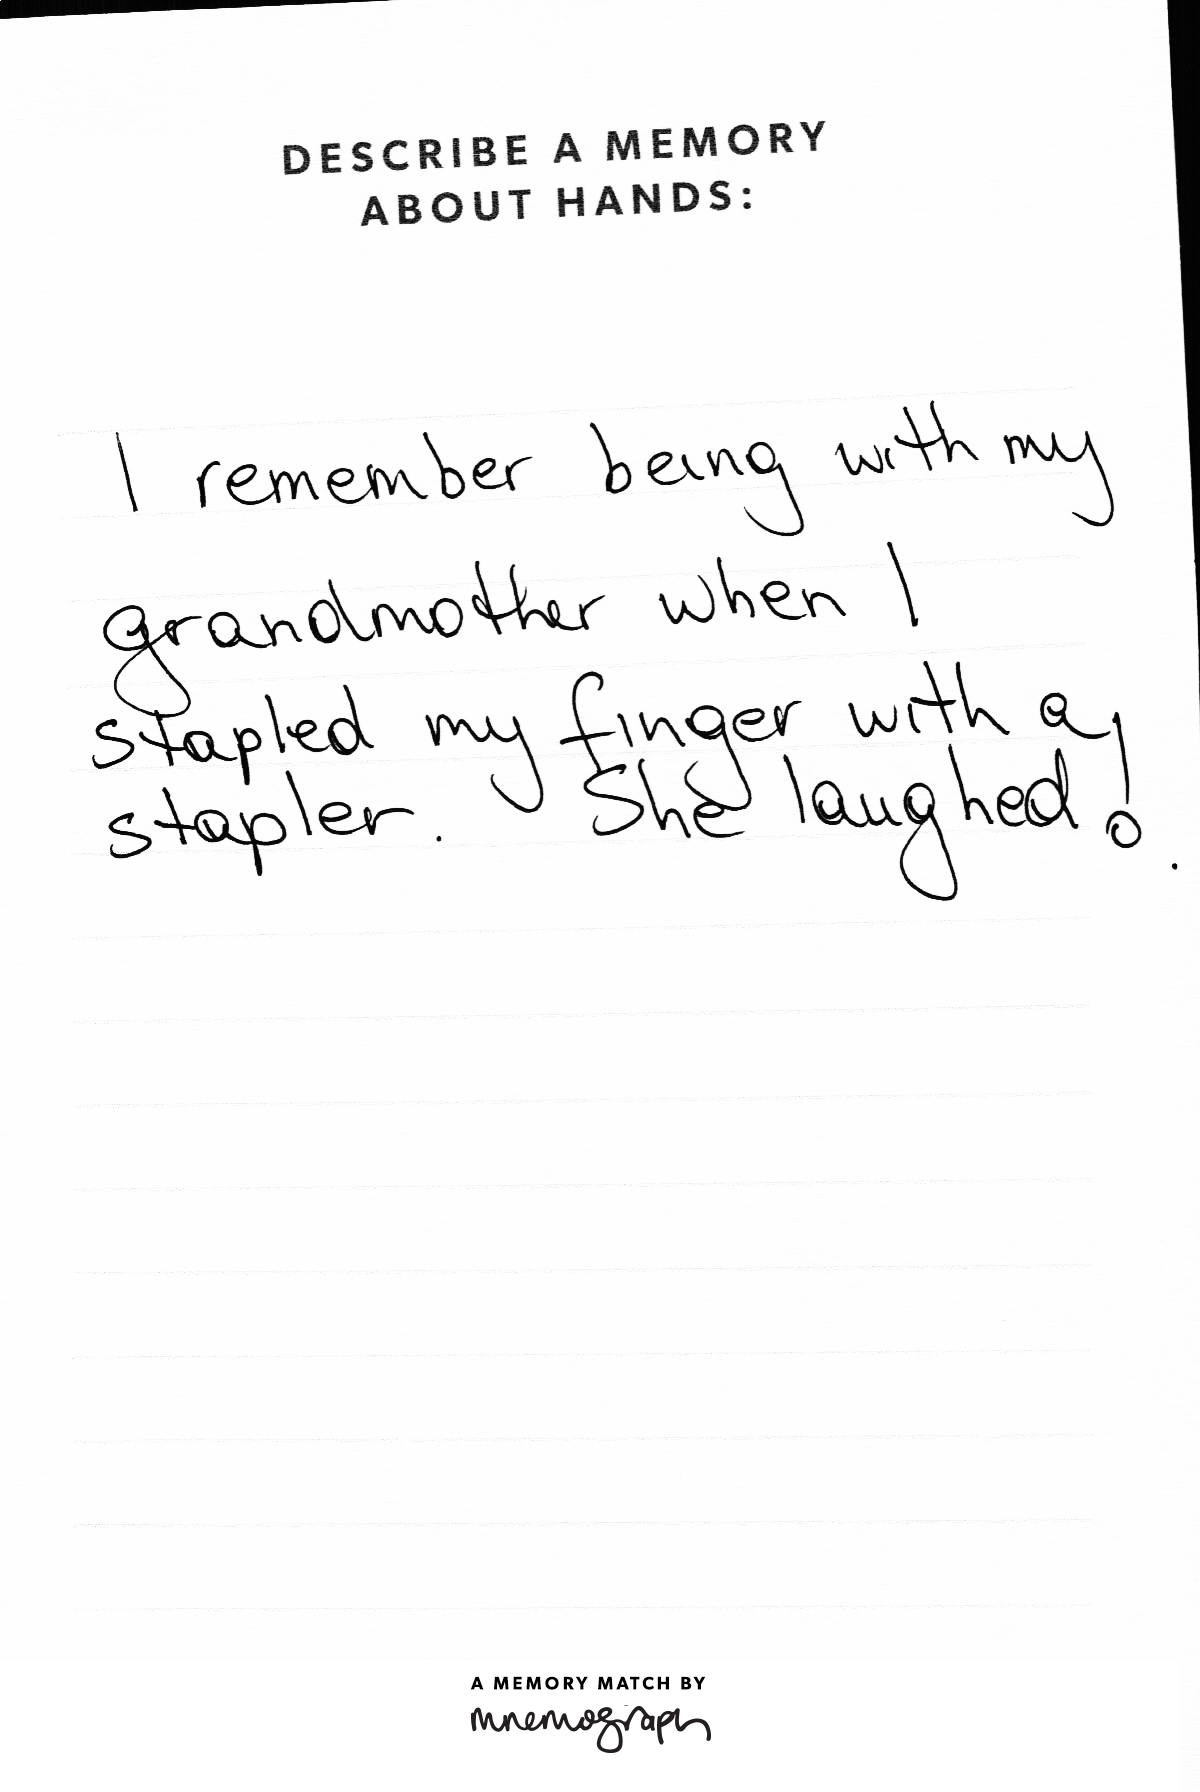 DESCRIBE A MEMORY
ABOUT HANDS:
I remember being with my
grandmother when I
stapled my finger with a
stapler. She laughed!
A MEMORY MATCH BY
mnemograph